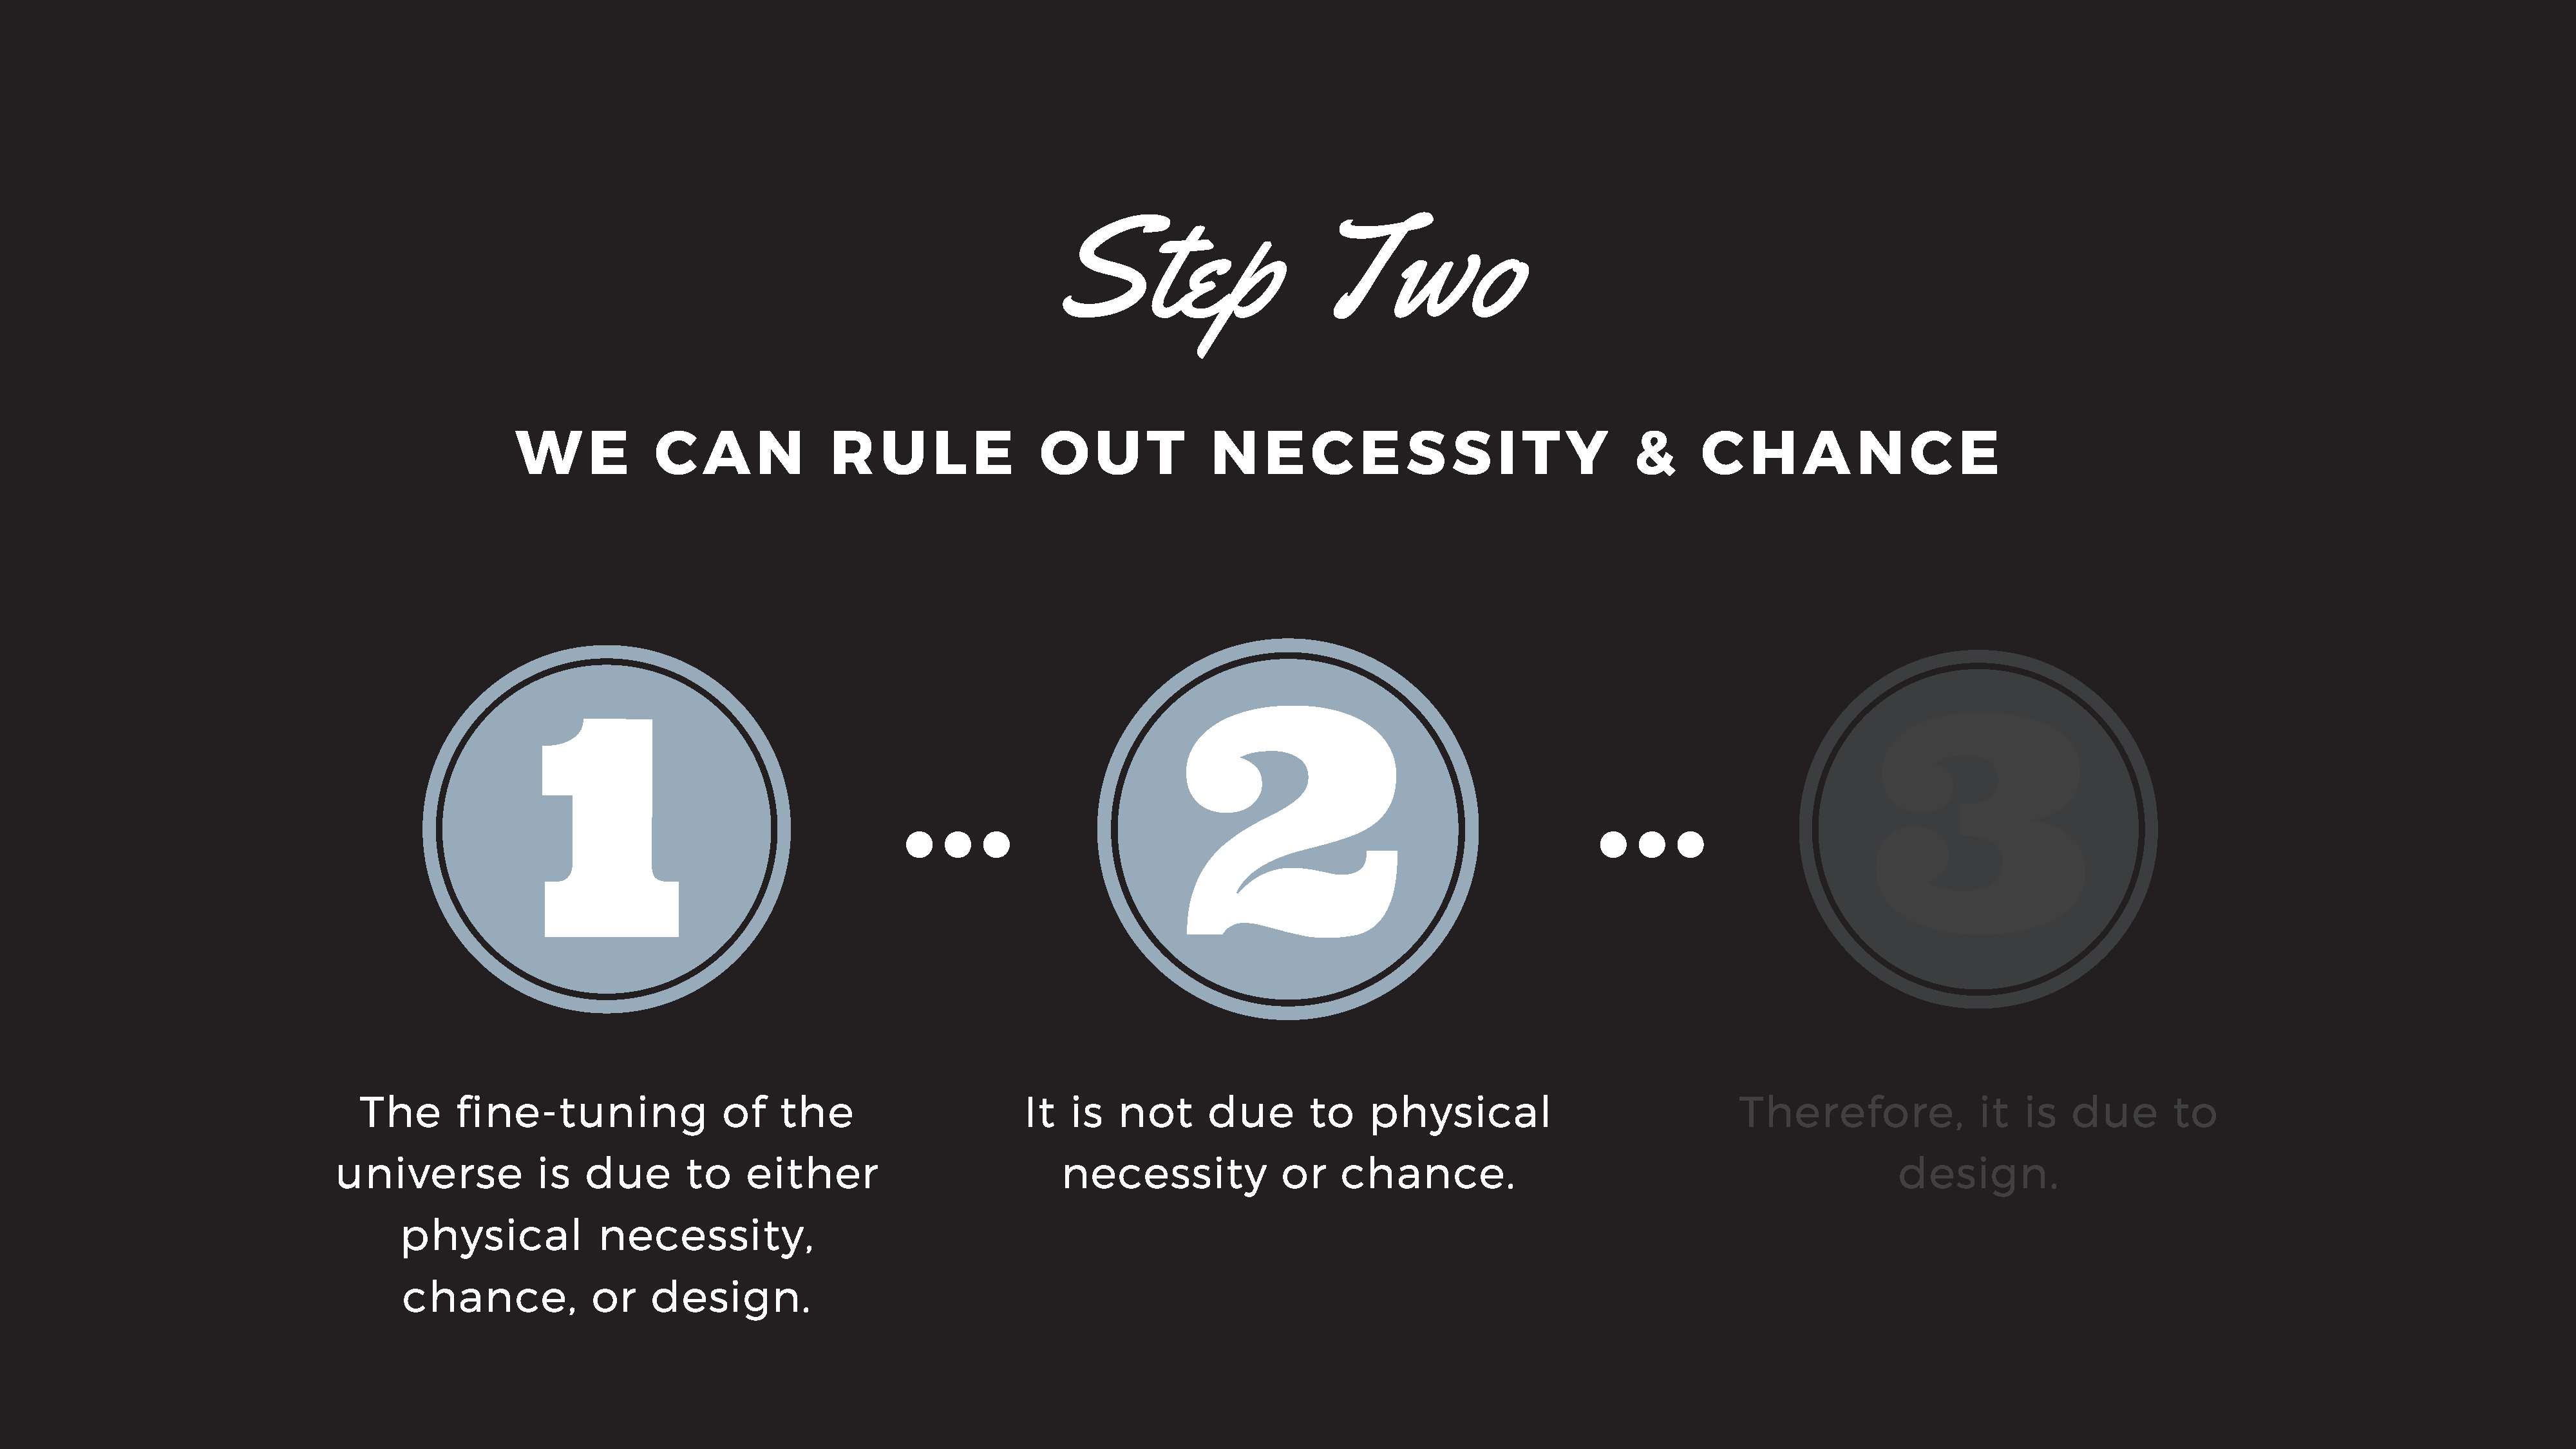 Step Two
WE CAN RULE OUT NECESSITY & CHANCE
1
2
3
The fine-tuning of the
universe is due to either
physical necessity,
chance, or design.
It is not due to physical
necessity or chance.
Therefore, it is due to
design.